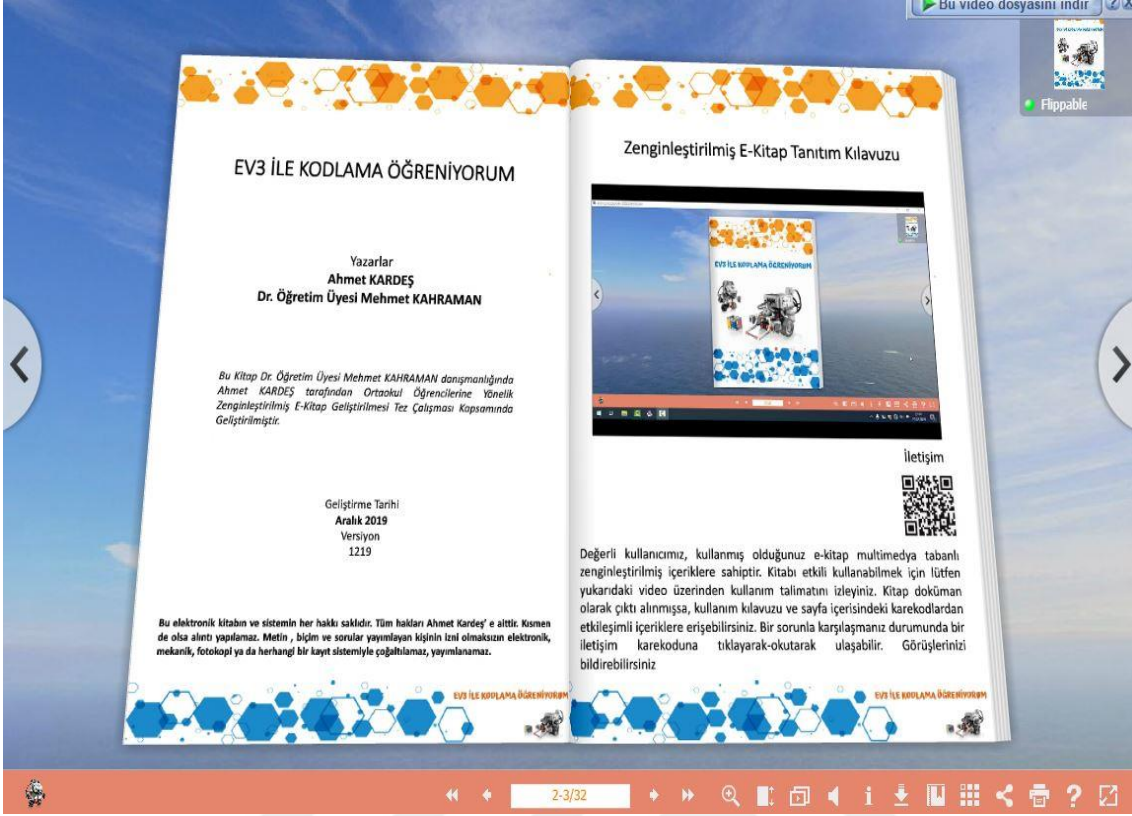 Bu video dosyasını indir
Flippable
EV3 İLE KODLAMA ÖĞRENİYORUM
Yazarlar
Ahmet KARDEŞ
Dr. Öğretim Üyesi Mehmet KAHRAMAN
Bu Kitap Dr. Öğretim Üyesi Mehmet KAHRAMAN danışmanlığında
Ahmet KARDEŞ tarafından Ortaokul Öğrencilerine Yönelik
Zenginleştirilmiş E-Kitap Geliştirilmesi Tez Çalışması Kapsamında
Geliştirilmiştir.
Geliştirme Tarihi
Aralık 2019
Versiyon
1219
Bu elektronik kitabın ve sistemin her hakkı saklıdır. Tüm hakları Ahmet Kardeş' e aittir. Kısmen
de olsa alıntı yapılamaz. Metin , biçim ve sorular yayımlayan kişinin izni olmaksızın elektronik,
mekanik, fotokopi ya da herhangi bir kayıt sistemiyle çoğaltılamaz, yayımlanamaz.
EV3 İLE KODLAMA ÖĞRENİYORUM
Zenginleştirilmiş E-Kitap Tanıtım Kılavuzu
EV3 İLE KODLAMA ÖĞRENİYORUM
İletişim
Değerli kullanıcımız, kullanmış olduğunuz e-kitap multimedya tabanlı
zenginleştirilmiş içeriklere sahiptir. Kitabı etkili kullanabilmek için lütfen
yukarıdaki video üzerinden kullanım talimatını izleyiniz. Kitap doküman
olarak çıktı alınmışsa, kullanım kılavuzu ve sayfa içerisindeki karekodlardan
etkileşimli içeriklere erişebilirsiniz. Bir sorunla karşılaşmanız durumunda bir
iletişim karekoduna tıklayarak-okutarak ulaşabilir. Görüşlerinizi
bildirebilirsiniz
EV3 İLE KODLAMA ÖĞRENİYORUM
2-3/32